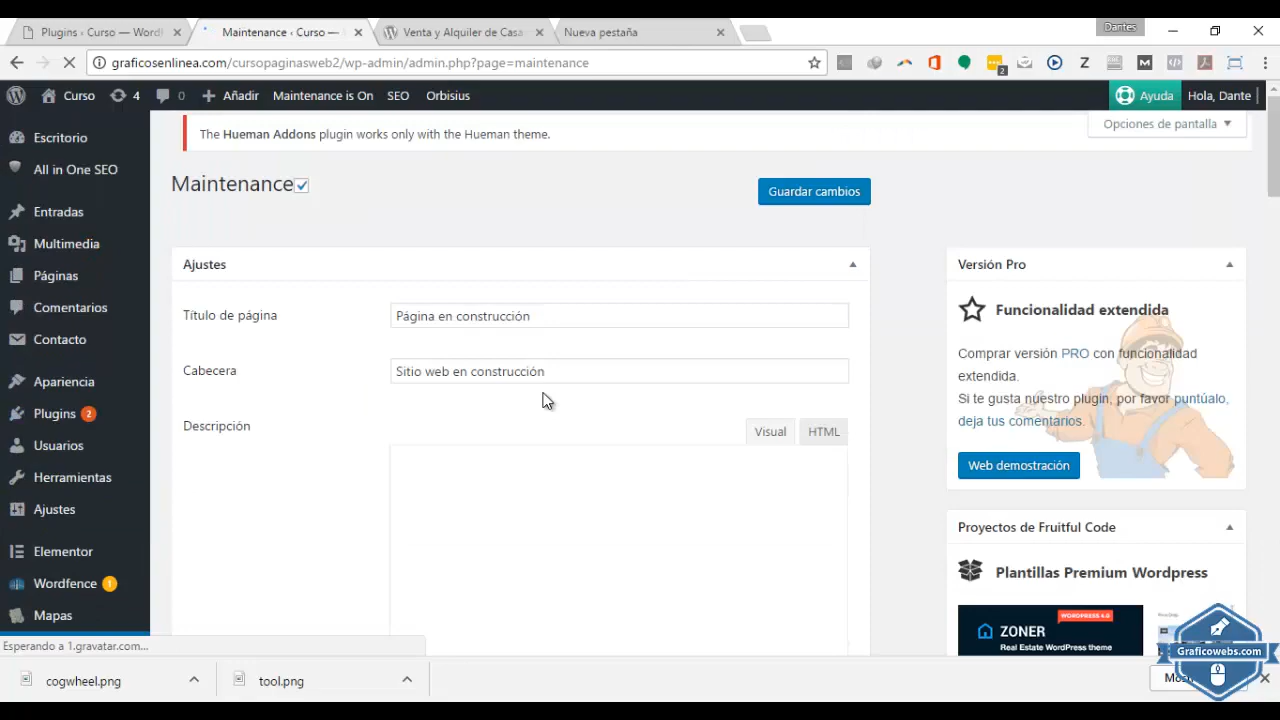 Plugins ‹ Curso — Word
Maintenance ‹ Curso —
Venta y Alquiler de Casa
Nueva pestaña
Dantes
graficosenlinea.com/cursopaginasweb2/wp-admin/admin.php?page=maintenance
2
Curso
4
0
Añadir
Maintenance is On
SEO
Orbisius
Ayuda
Hola, Dante
Escritorio
All in One SEO
Entradas
Multimedia
Páginas
Comentarios
Contacto
Apariencia
Plugins 2
Usuarios
Herramientas
Ajustes
Elementor
Wordfence 1
Mapas
The Hueman Addons plugin works only with the Hueman theme.
Opciones de pantalla
Maintenance
Guardar cambios
Ajustes
Título de página
Página en construcción
Cabecera
Sitio web en construcción
Descripción
Visual
HTML
Versión Pro
Funcionalidad extendida
Comprar versión PRO con funcionalidad
extendida.
Si te gusta nuestro plugin, por favor puntúalo,
deja tus comentarios.
Web demostración
Proyectos de Fruitful Code
Plantillas Premium Wordpress
WORDPRESS 4.0
ZONER
Real Estate WordPress theme
Graficowebs.com
Esperando a 1.gravatar.com...
cogwheel.png
tool.png